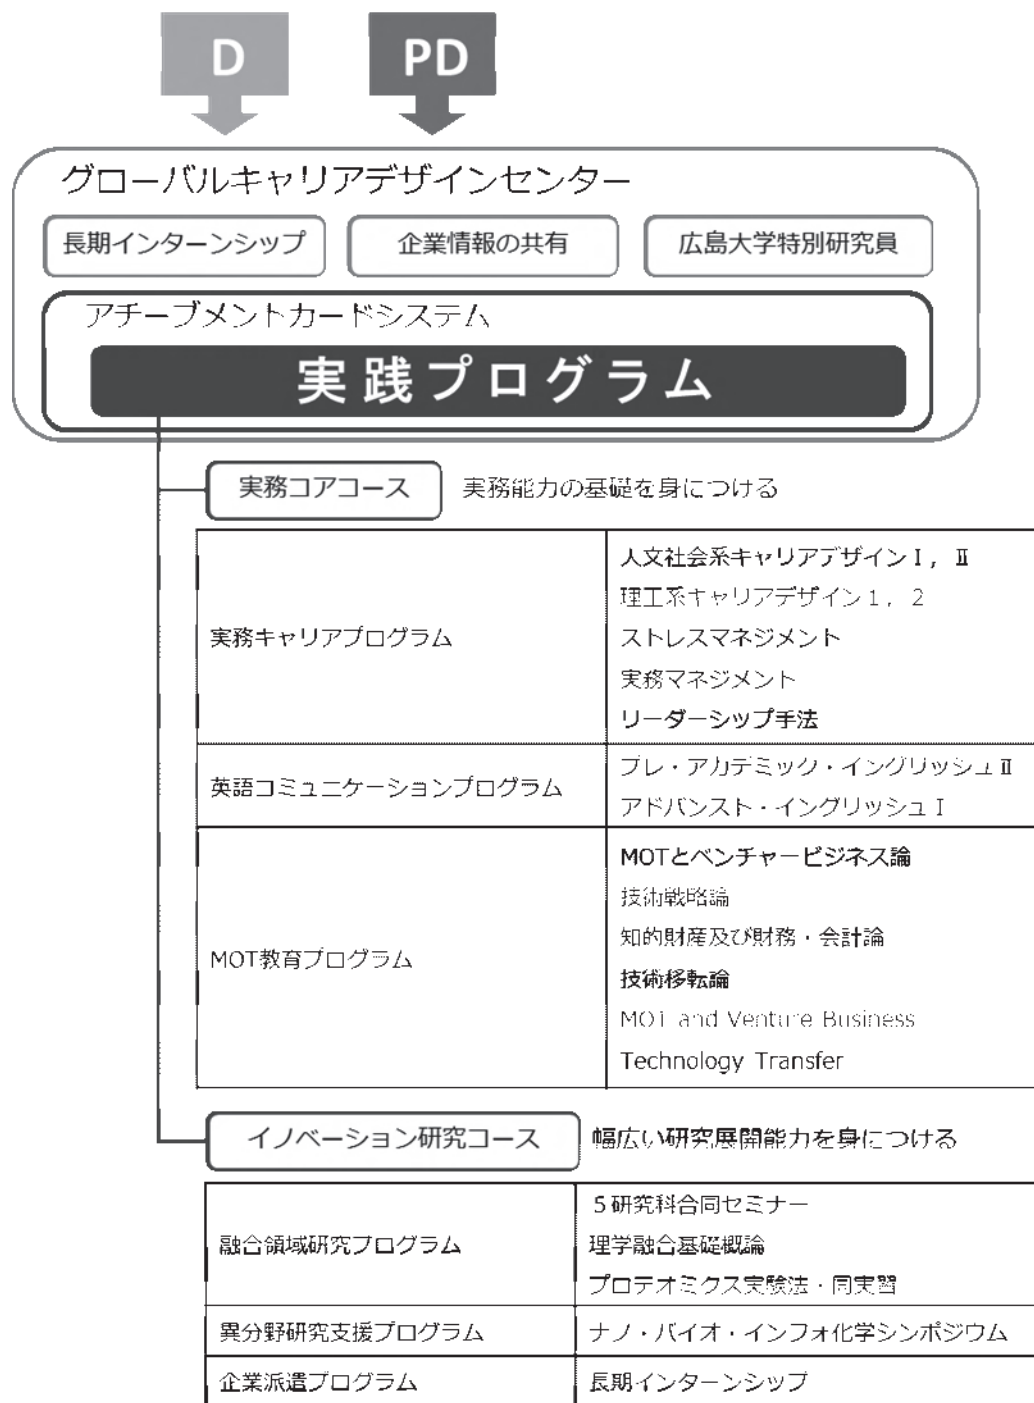 D
PD
グローバルキャリアデザインセンター
長期インターンシップ
企業情報の共有
広島大学特別研究員
アチーブメントカードシステム
実践プログラム
実務コアコース
実務能力の基礎を身につける
実務キャリアプログラム
人文社会系キャリアデザインⅠ，Ⅱ
理工系キャリアデザイン１，２
ストレスマネジメント
実務マネジメント
リーダーシップ手法
英語コミュニケーションプログラム
プレ・アカデミック・イングリッシュⅡ
アドバンスト・イングリッシュⅠ
MOT教育プログラム
MOTとベンチャービジネス論
技術戦略論
知的財産及び財務・会計論
技術移転論
MOT and Venture Business
Technology Transfer
イノベーション研究コース
幅広い研究展開能力を身につける
融合領域研究プログラム
５研究科合同セミナー
理学融合基礎概論
プロテオミクス実験法・同実習
異分野研究支援プログラム
ナノ・バイオ・インフォ化学シンポジウム
企業派遣プログラム
長期インターンシップ